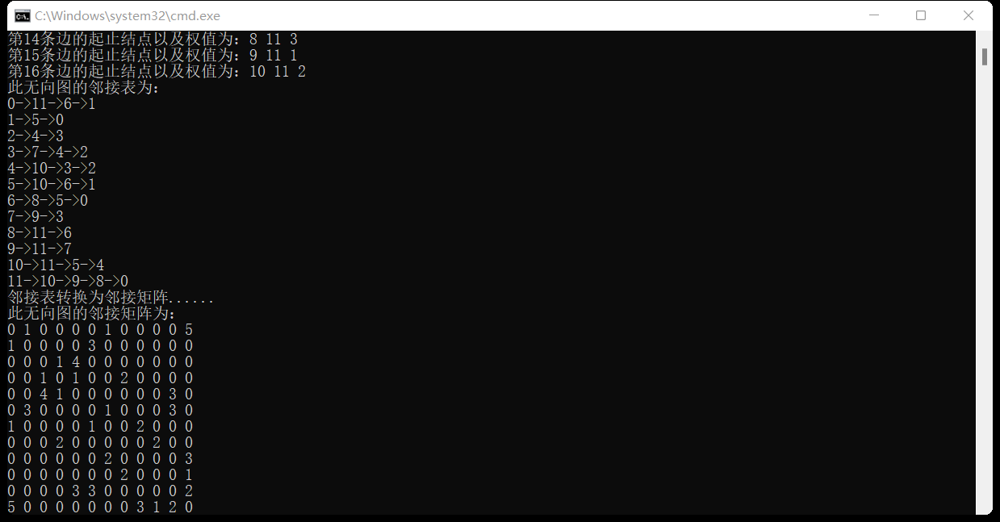 C:\Windows\system32\cmd.exe
第14条边的起止结点以及权值为：8 11 3
第15条边的起止结点以及权值为：9 11 1
第16条边的起止结点以及权值为：10 11 2
此无向图的邻接表为：
0->11->6->1
1->5->0
2->4->3
3->7->4->2
4->10->3->2
5->10->6->1
6->8->5->0
7->9->3
8->11->6
9->11->7
10->11->5->4
11->10->9->8->0
邻接表转换为邻接矩阵......
此无向图的邻接矩阵为：
0 1 0 0 0 0 1 0 0 0 0 5
1 0 0 0 0 3 0 0 0 0 0 0
0 0 0 1 4 0 0 0 0 0 0 0
0 0 1 0 1 0 0 2 0 0 0 0
0 0 4 1 0 0 0 0 0 0 3 0
0 3 0 0 0 0 1 0 0 0 3 0
1 0 0 0 0 1 0 0 2 0 0 0
0 0 0 2 0 0 0 0 0 2 0 0
0 0 0 0 0 0 2 0 0 0 0 3
0 0 0 0 0 0 0 2 0 0 0 1
0 0 0 0 3 3 0 0 0 0 0 2
5 0 0 0 0 0 0 0 3 1 2 0